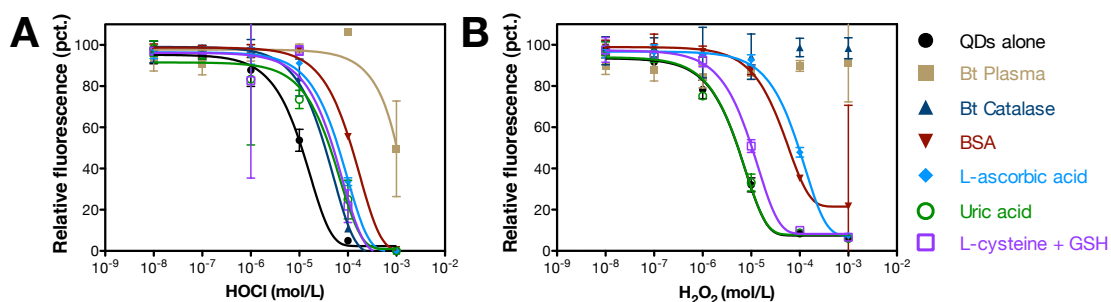 A
Relative fluorescence (pct.)
100
80
60
40
20
0
10-9 10-8 10-7 10-6 10-5 10-4 10-3 10-2
HOCl (mol/L)
B
Relative fluorescence (pct.)
100
80
60
40
20
0
10-9 10-8 10-7 10-6 10-5 10-4 10-3 10-2
H2O2 (mol/L)
QDs alone
Bt Plasma
Bt Catalase
BSA
L-ascorbic acid
Uric acid
L-cysteine + GSH